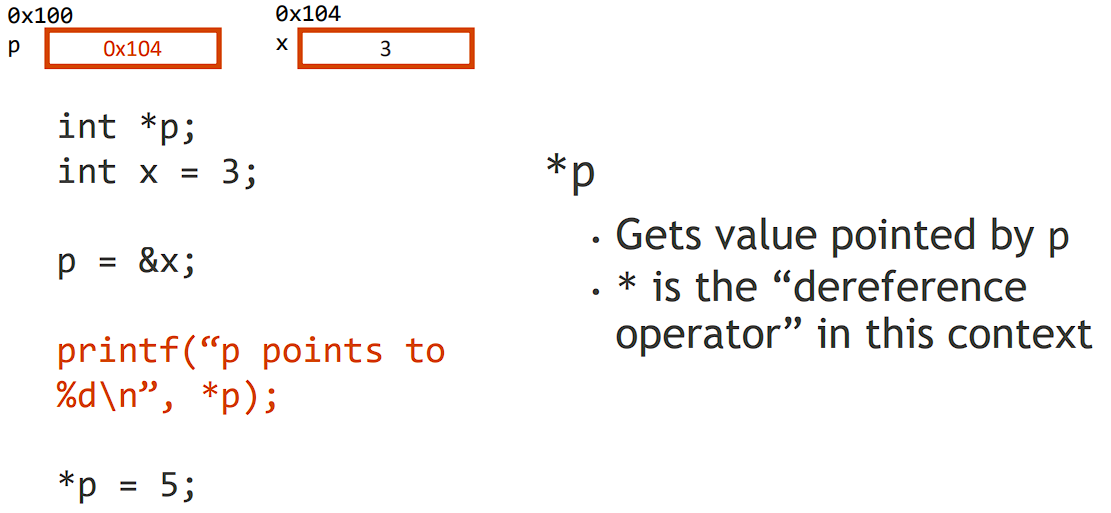 0x100
0x104
p
0x104
x
3
int *p;
int x = 3;
p = &x;
printf(“p points to
%d\n”, *p);
*p = 5;
*p
· Gets value pointed by p
· * is the “dereference
operator” in this context